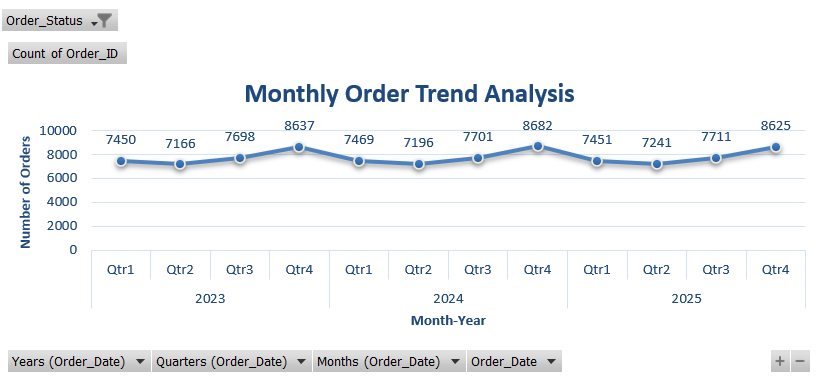 Order_Status
Count of Order_ID
Monthly Order Trend Analysis
Number of Orders
10000
8000
6000
4000
2000
0
7450 7166 7698 8637 7469 7196 7701 8682 7451 7241 7711 8625
Qtr1 Qtr2 Qtr3 Qtr4 Qtr1 Qtr2 Qtr3 Qtr4 Qtr1 Qtr2 Qtr3 Qtr4
2023 2024 2025
Month-Year
Years (Order_Date) Quarters (Order_Date) Months (Order_Date) Order_Date + −